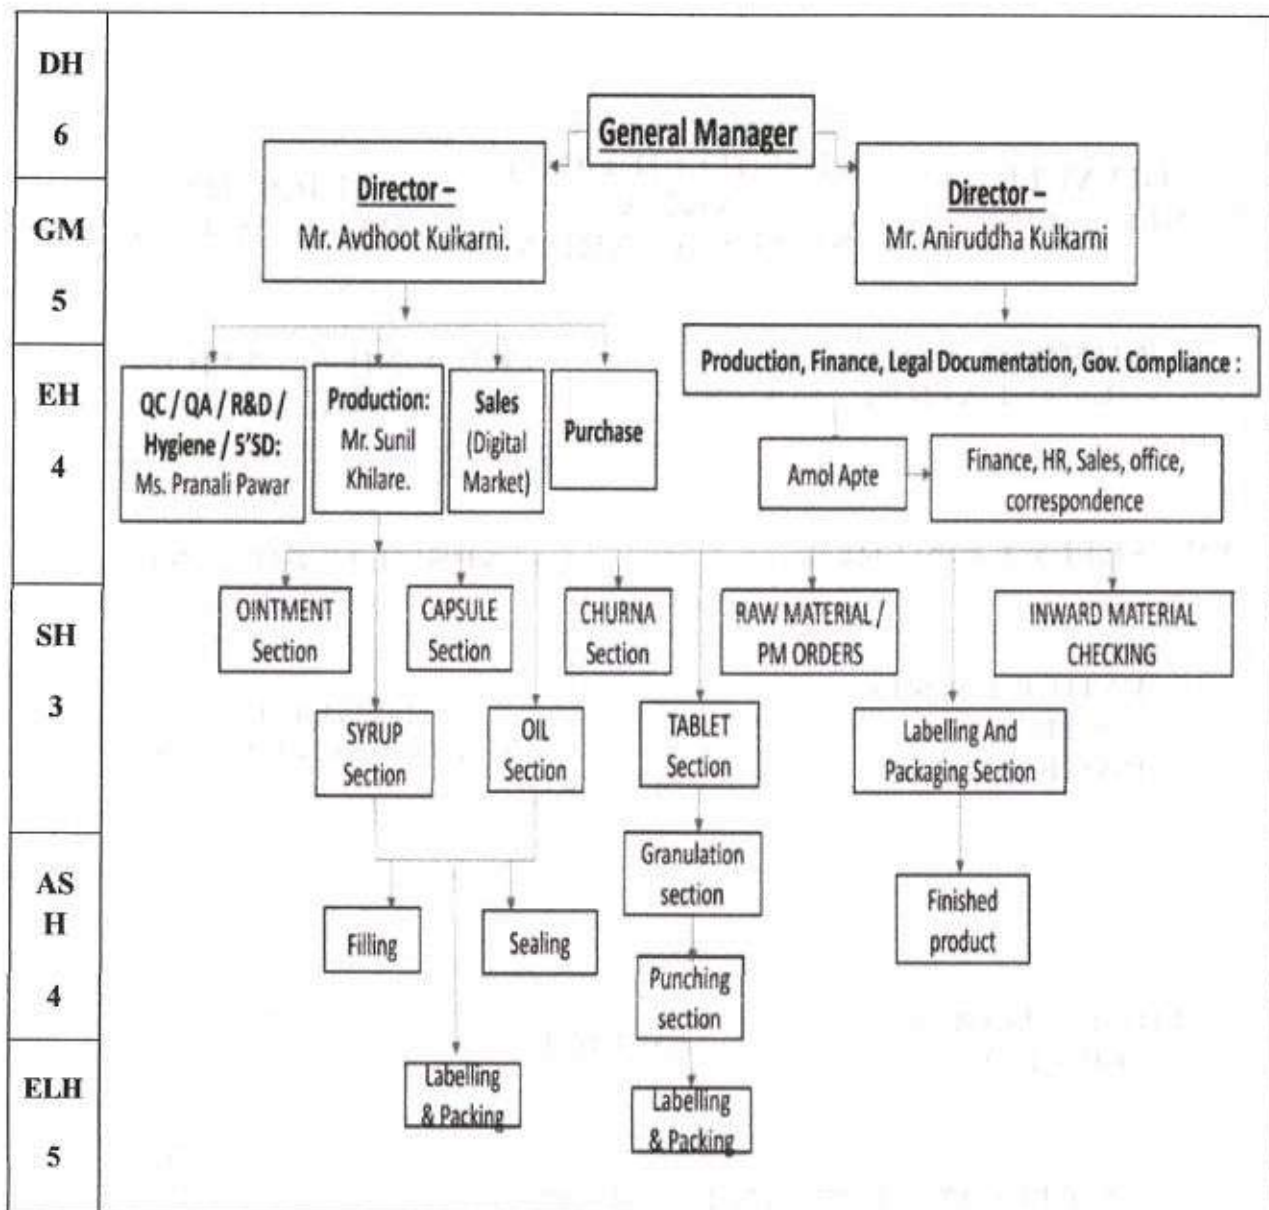 DH
6
GM
5
EH
4
SH
3
AS
H
4
ELH
5
General Manager
Director –
Mr. Avdhoot Kulkarni.
Director –
Mr. Aniruddha Kulkarni
QC / QA / R&D /
Hygiene / 5'SD:
Ms. Pranali Pawar
Production:
Mr. Sunil
Khilare.
Sales
(Digital
Market)
Purchase
Production, Finance, Legal Documentation, Gov. Compliance :
Amol Apte
Finance, HR, Sales, office,
correspondence
OINTMENT
Section
CAPSULE
Section
CHURNA
Section
RAW MATERIAL /
PM ORDERS
INWARD MATERIAL
CHECKING
SYRUP
Section
OIL
Section
TABLET
Section
Labelling And
Packaging Section
Filling
Sealing
Granulation
section
Finished
product
Punching
section
Labelling
& Packing
Labelling
& Packing